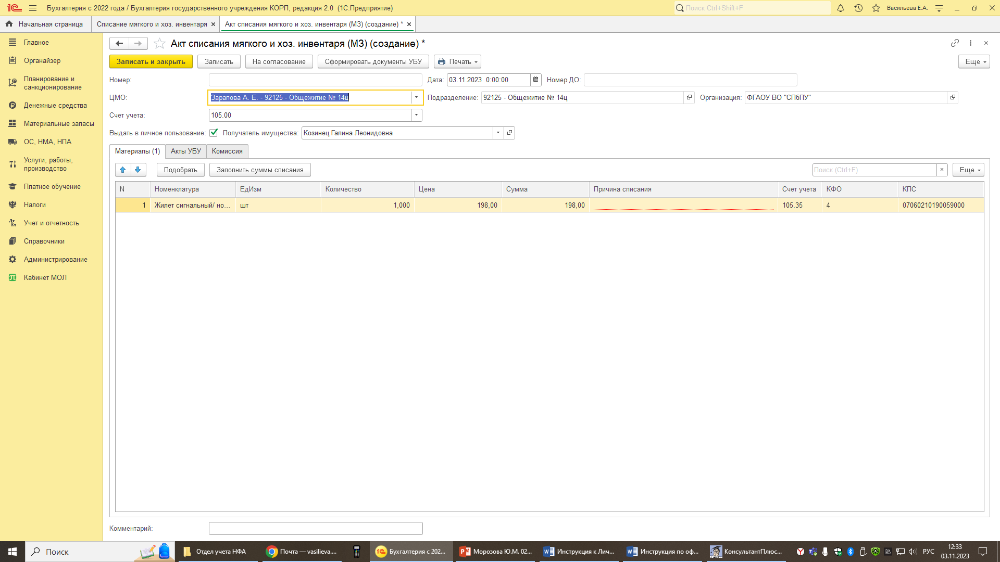 Бухгалтерия с 2022 года / Бухгалтерия государственного учреждения КОРП, редакция 2.0 (1С:Предприятие)
Поиск Ctrl+Shift+F
Васильева Е.А.
Начальная страница
Списание мягкого и хоз. инвентаря
Акт списания мягкого и хоз. инвентаря (МЗ) (создание) *
Главное
Органайзер
Планирование и
санкционирование
Денежные средства
Материальные запасы
ОС, НМА, НПА
Услуги, работы,
производство
Платное обучение
Налоги
Учет и отчетность
Справочники
Администрирование
Кабинет МОЛ
Акт списания мягкого и хоз. инвентаря (МЗ) (создание) *
Записать и закрыть Записать На согласование Сформировать документы УБУ Печать Еще
Номер: Дата: 03.11.2023 0:00:00 Номер ДО:
ЦМО: Зарапова А. Е. - 92125 - Общежитие № 14ц Подразделение: 92125 - Общежитие № 14ц Организация: ФГАОУ ВО "СПбПУ"
Счет учета: 105.00
Выдать в личное пользование: Получатель имущества: Козинец Галина Леонидовна
Материалы (1) Акты УБУ Комиссия
Подобрать Заполнить суммы списания Поиск (Ctrl+F) Еще
N Номенклатура ЕдИзм Количество Цена Сумма Причина списания Счет учета КФО КПС
1 Жилет сигнальный/ но... шт 1,000 198,00 198,00 105.35 4 07060210190059000
Комментарий:
Поиск
Отдел учета НФА
Почта — vasilieva....
Бухгалтерия с 202...
Морозова Ю.М. 02...
Инструкция к Лич...
Инструкция по оф...
КонсультантПлюс...
РУС
12:33
03.11.2023